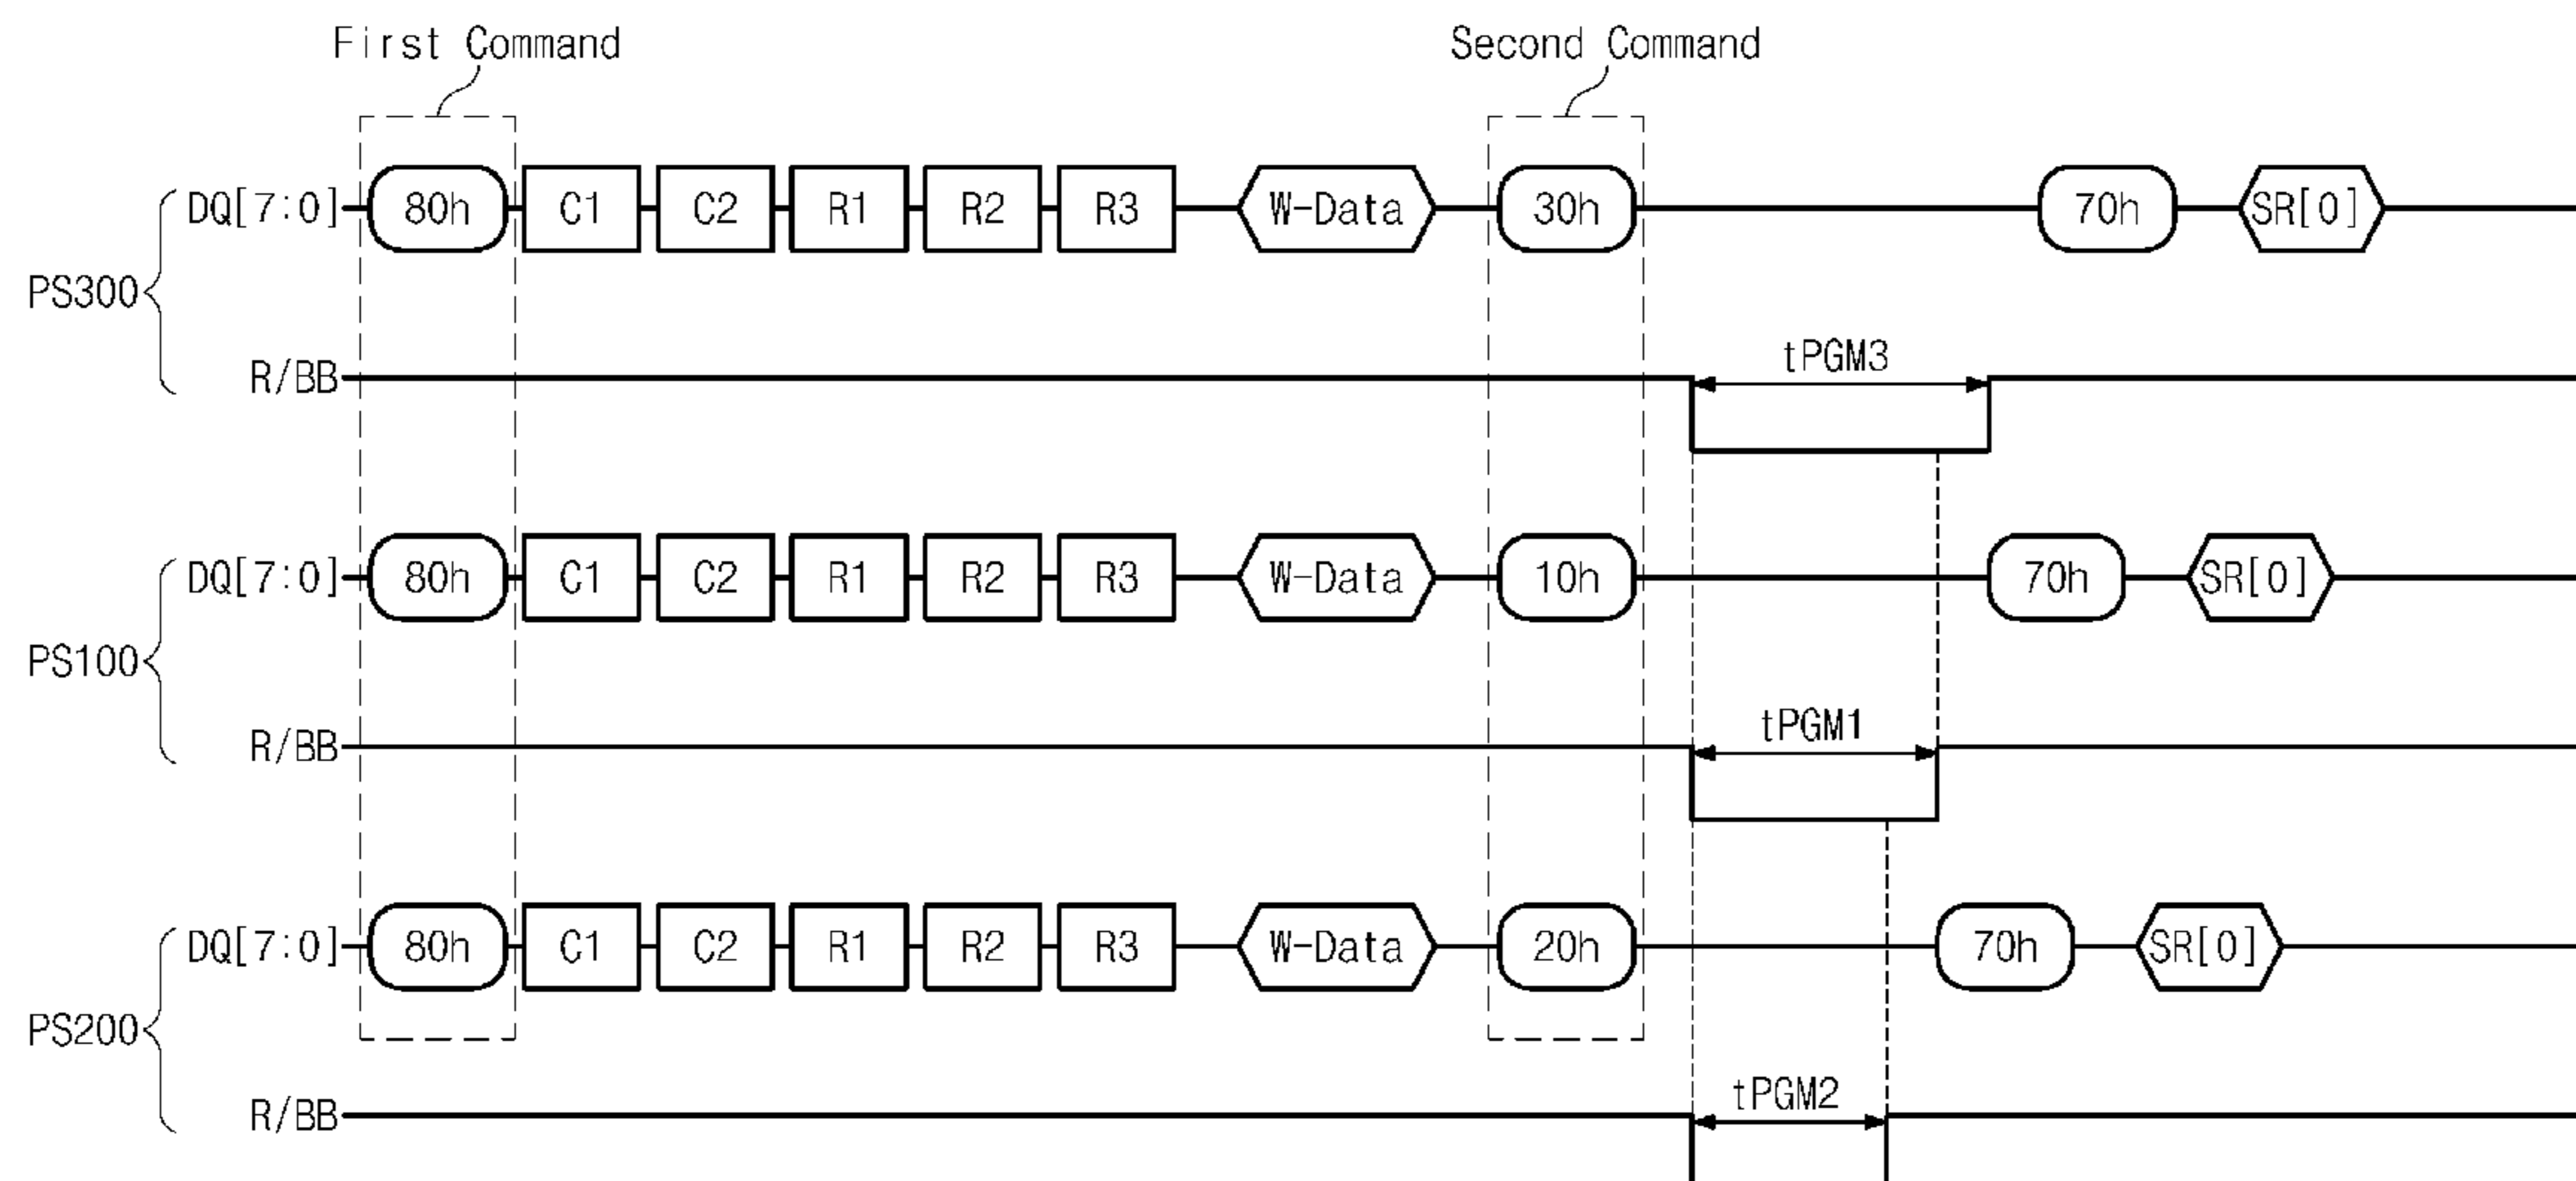 First Command
Second Command
PS300
DQ[7:0]
80h
C1
C2
R1
R2
R3
W-Data
30h
70h
SR[0]
R/BB
tPGM3
PS100
DQ[7:0]
80h
C1
C2
R1
R2
R3
W-Data
10h
70h
SR[0]
R/BB
tPGM1
PS200
DQ[7:0]
80h
C1
C2
R1
R2
R3
W-Data
20h
70h
SR[0]
R/BB
tPGM2